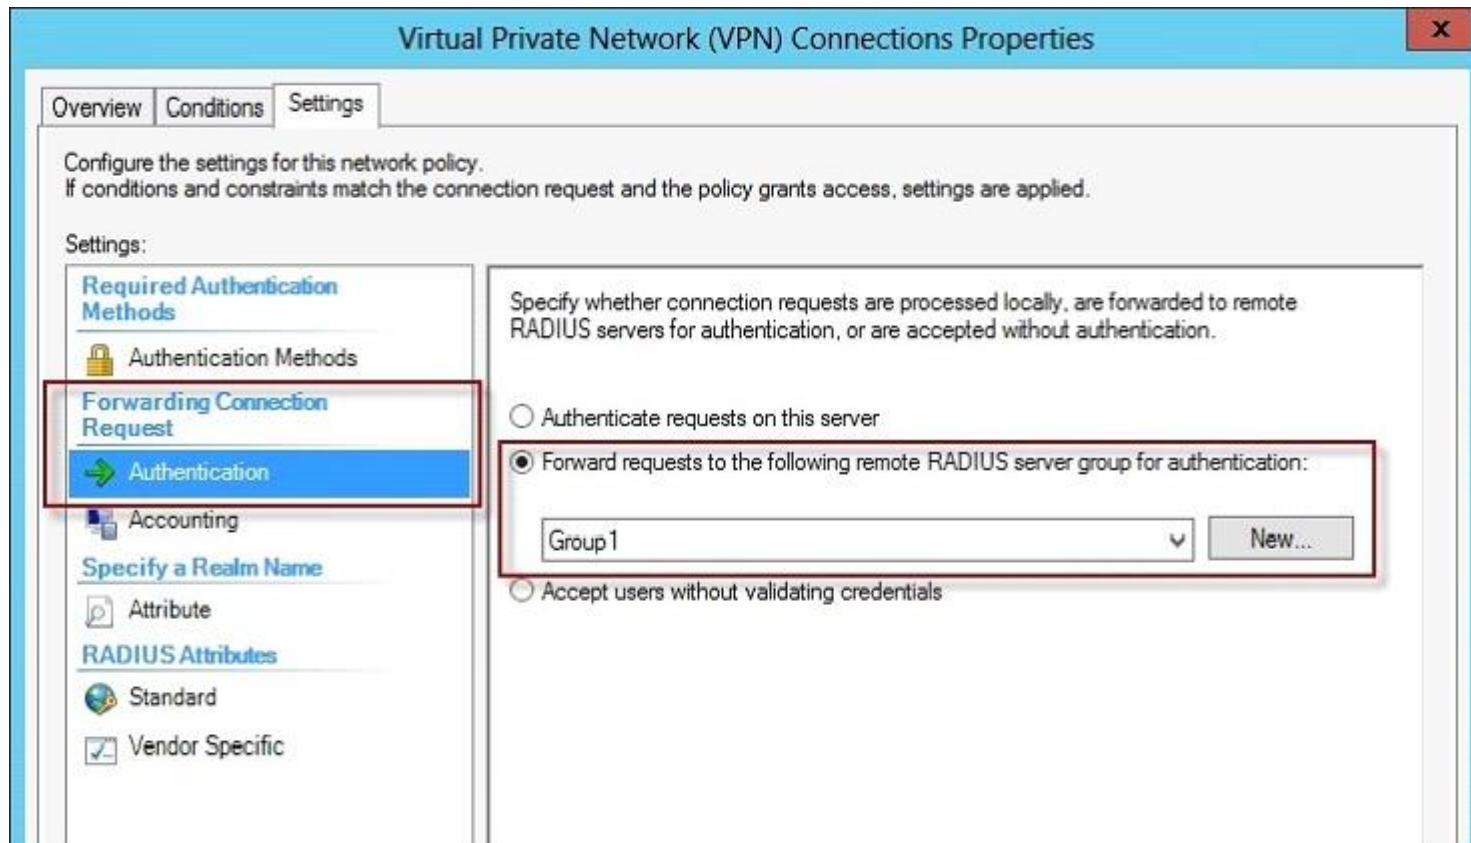 Virtual Private Network (VPN) Connections Properties
x
Overview
Conditions
Settings
Configure the settings for this network policy.
If conditions and constraints match the connection request and the policy grants access, settings are applied.
Settings:
Required Authentication
Methods
Authentication Methods
Forwarding Connection
Request
Authentication
Accounting
Specify a Realm Name
Attribute
RADIUS Attributes
Standard
Vendor Specific
Specify whether connection requests are processed locally, are forwarded to remote
RADIUS servers for authentication, or are accepted without authentication.
Authenticate requests on this server
Forward requests to the following remote RADIUS server group for authentication:
Group1
New...
Accept users without validating credentials